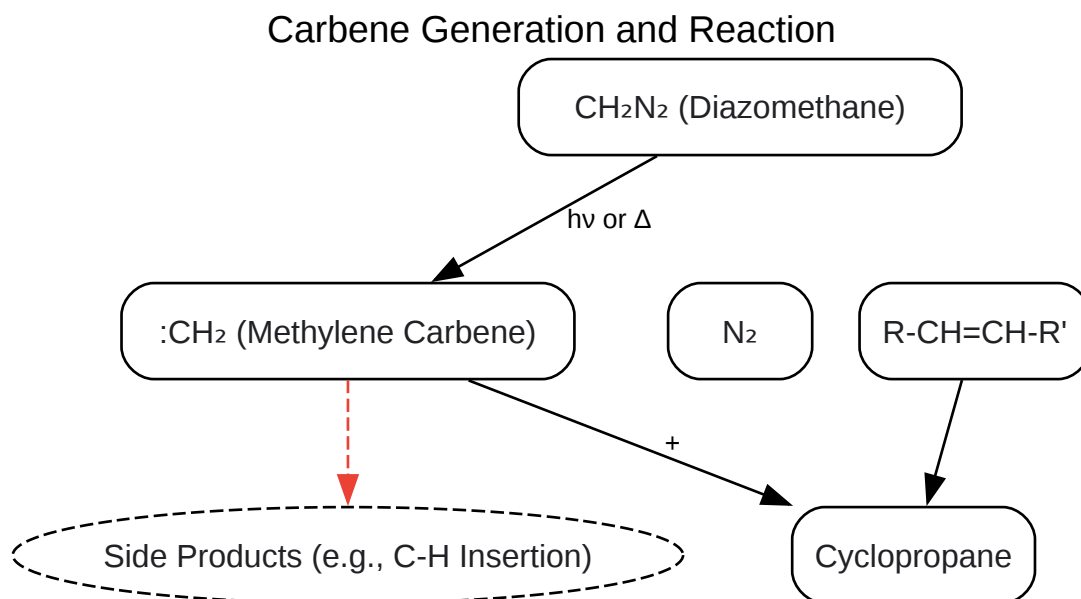 Carbene Generation and Reaction
CH₂N₂ (Diazomethane)
hν or Δ
:CH₂ (Methylene Carbene)
N₂
R-CH=CH-R'
+
Side Products (e.g., C-H Insertion)
Cyclopropane